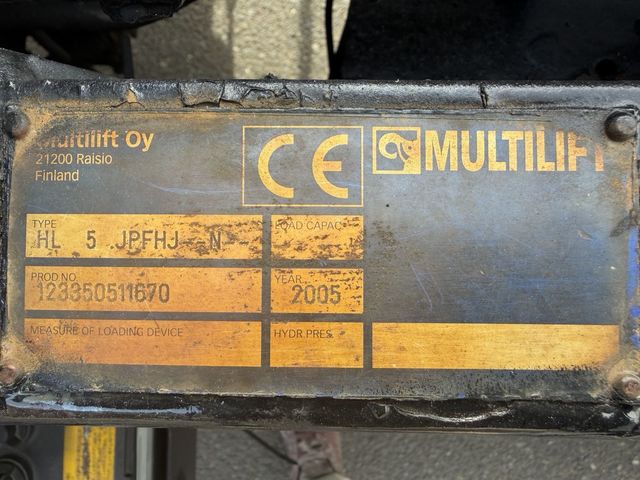 Multilift Oy
21200 Raisio
Finland
CE
MULTILIFT
TYPE
HL 5 JPFHJ N
LOAD CAPAC
PROD.NO
123350511670
YEAR
2005
MEASURE OF LOADING DEVICE
HYDR PRES.